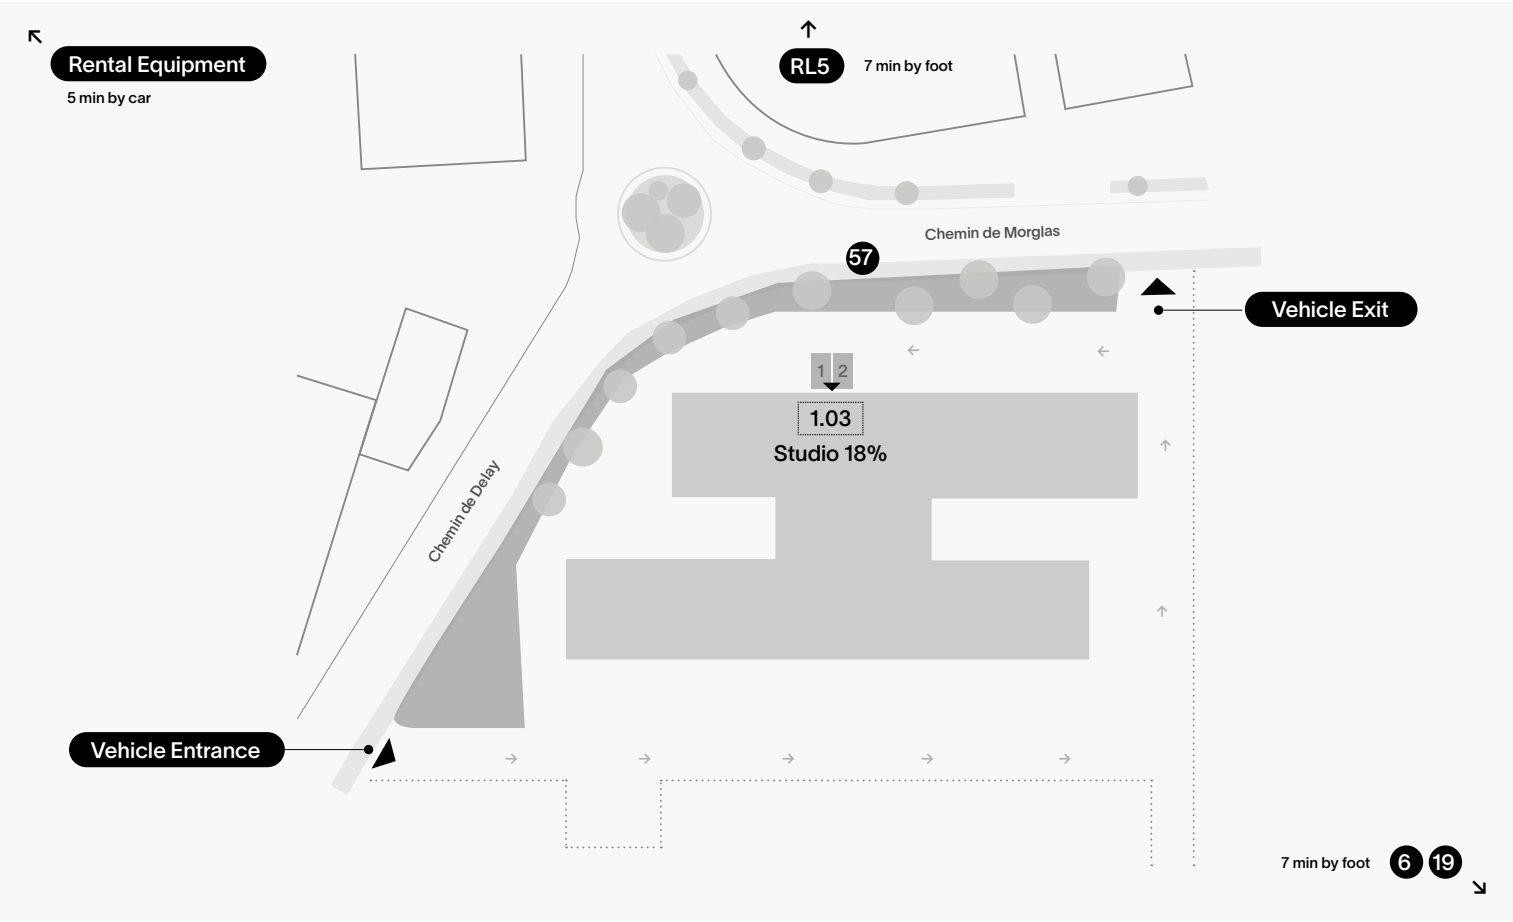 Rental Equipment
5 min by car
RL5
7 min by foot
Chemin de Morglas
57
Vehicle Exit
1 2
1.03
Studio 18%
Chemin de Delay
Vehicle Entrance
7 min by foot
6 19